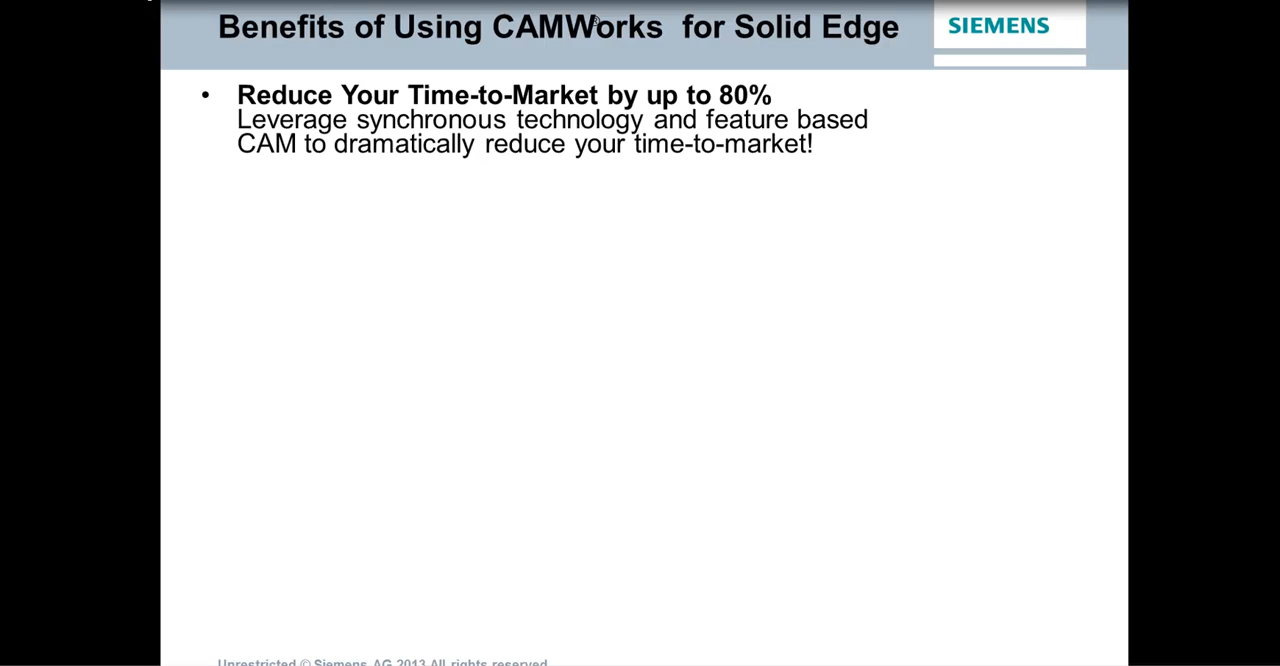 Benefits of Using CAMWorks® for Solid Edge
SIEMENS
• Reduce Your Time-to-Market by up to 80%
Leverage synchronous technology and feature based
CAM to dramatically reduce your time-to-market!
Unrestricted © Siemens AG 2013 All rights reserved